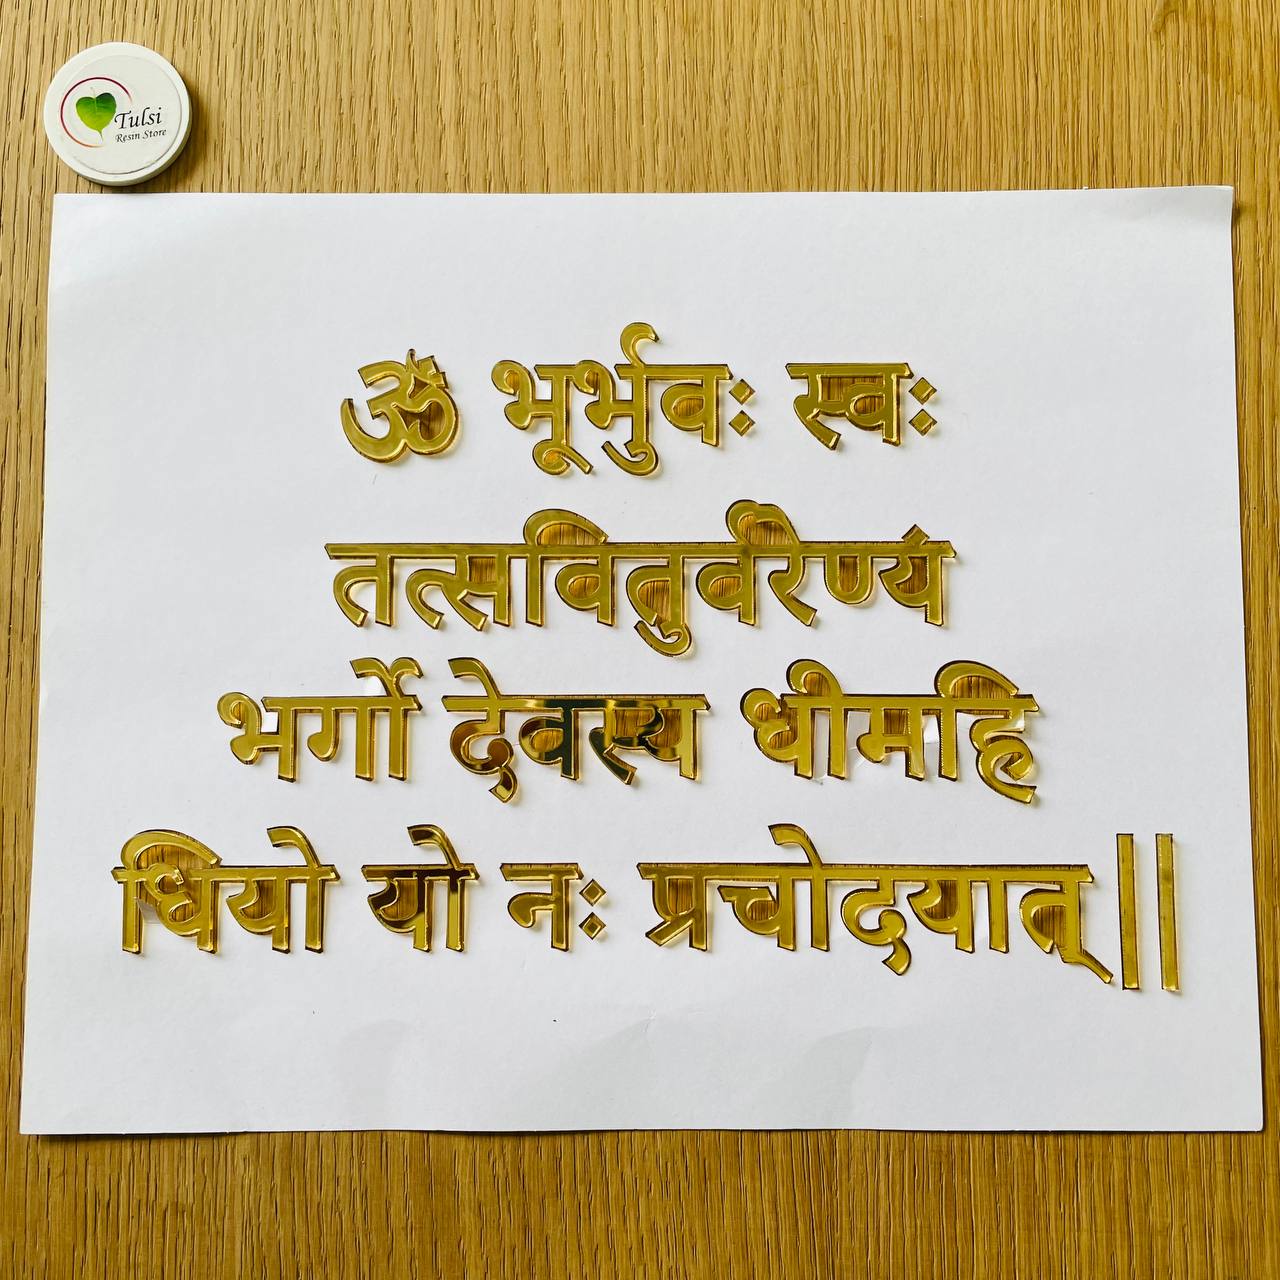 Tulsi
Resin Store
ॐ भूर्भुवः स्वः
तत्सवितुर्वरेण्यं
भर्गो देवस्य धीमहि
धियो यो नः प्रचोदयात्||